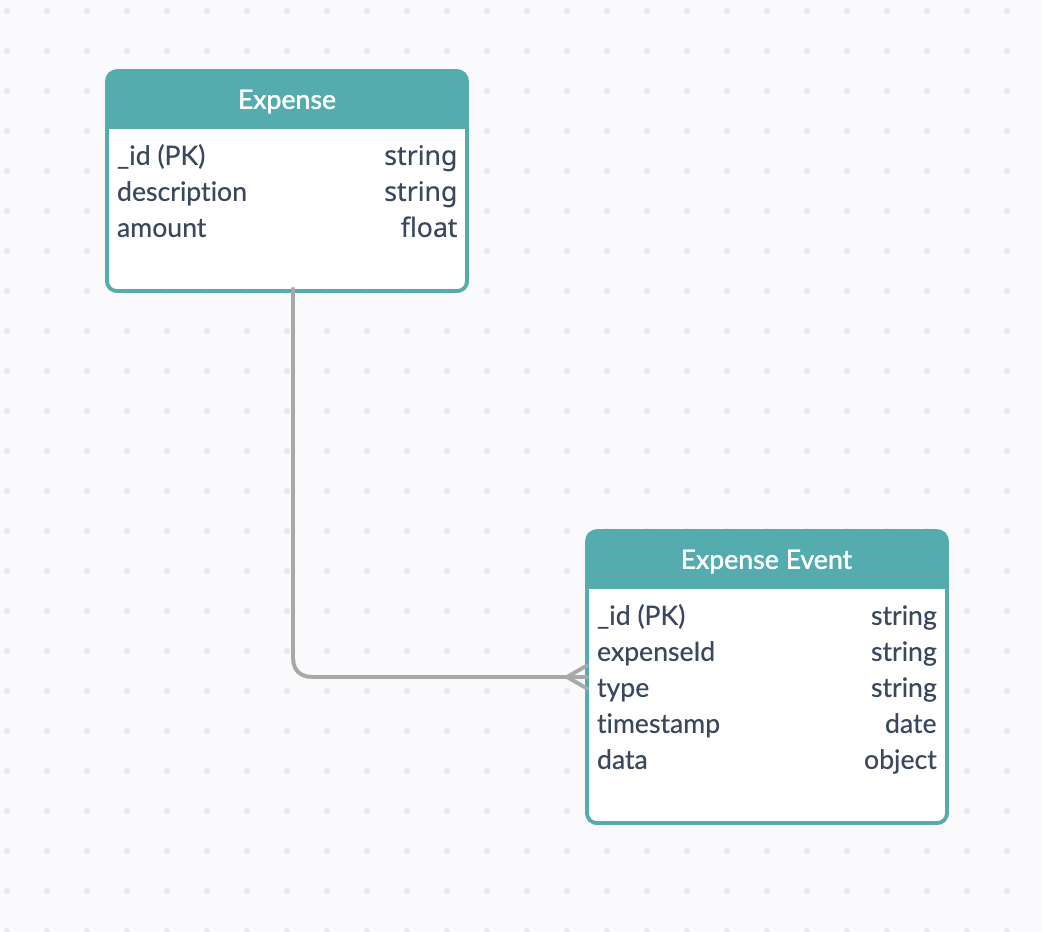 Expense
_id (PK) string
description string
amount float
Expense Event
_id (PK) string
expenseId string
type string
timestamp date
data object